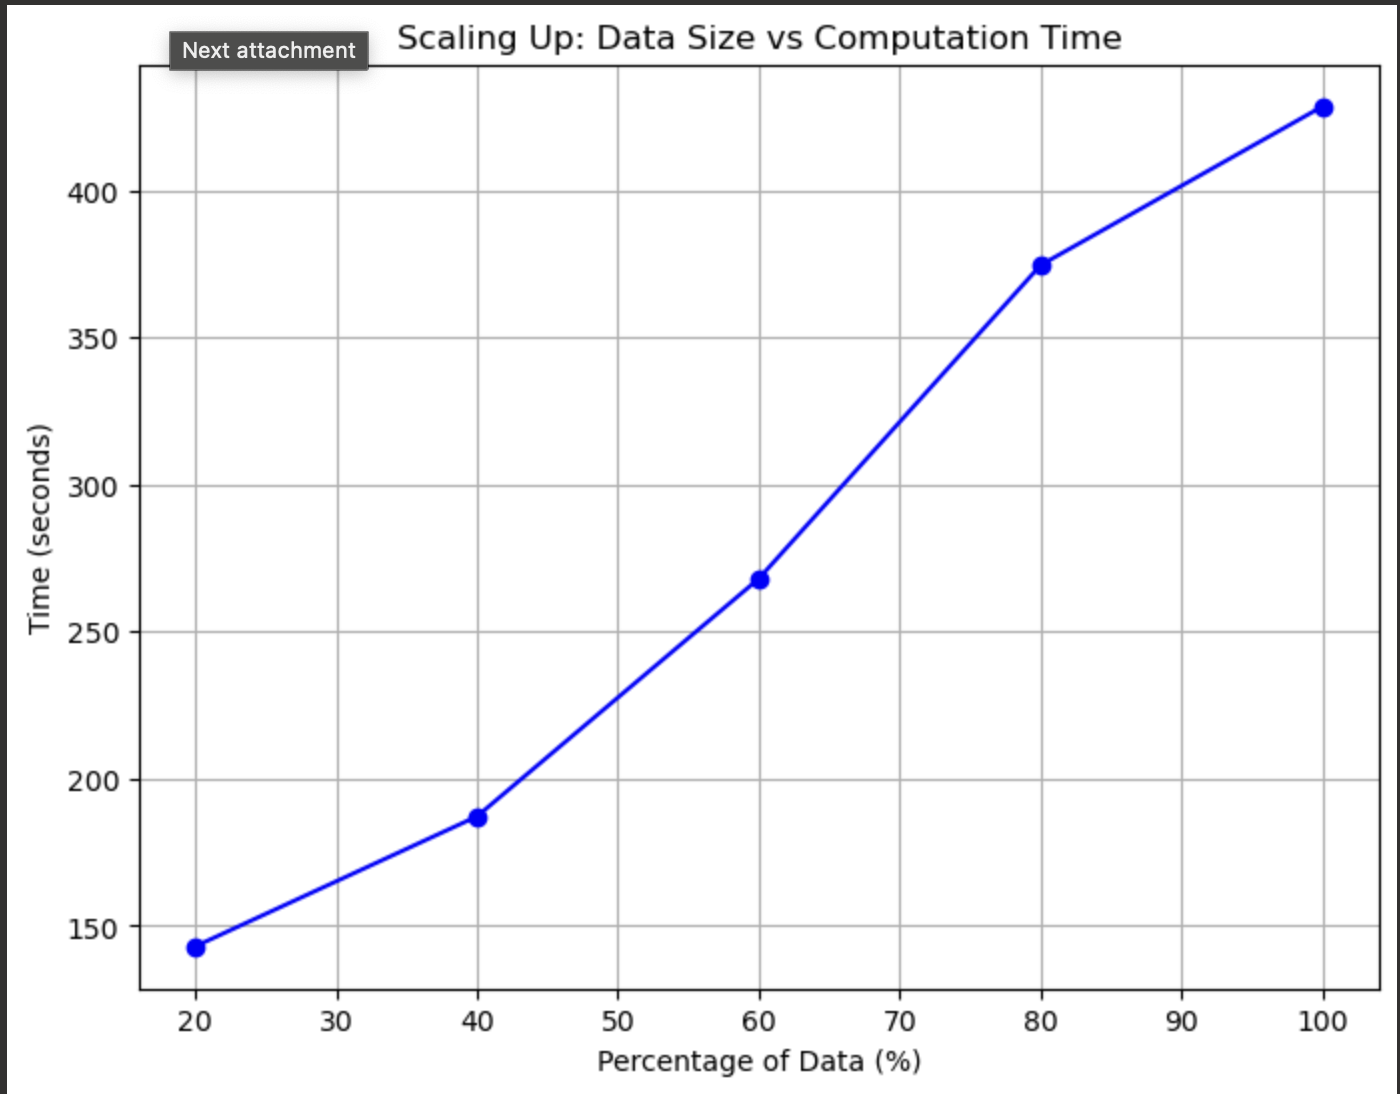 Next attachment
Scaling Up: Data Size vs Computation Time
Time (seconds)
400
350
300
250
200
150
20 30 40 50 60 70 80 90 100
Percentage of Data (%)